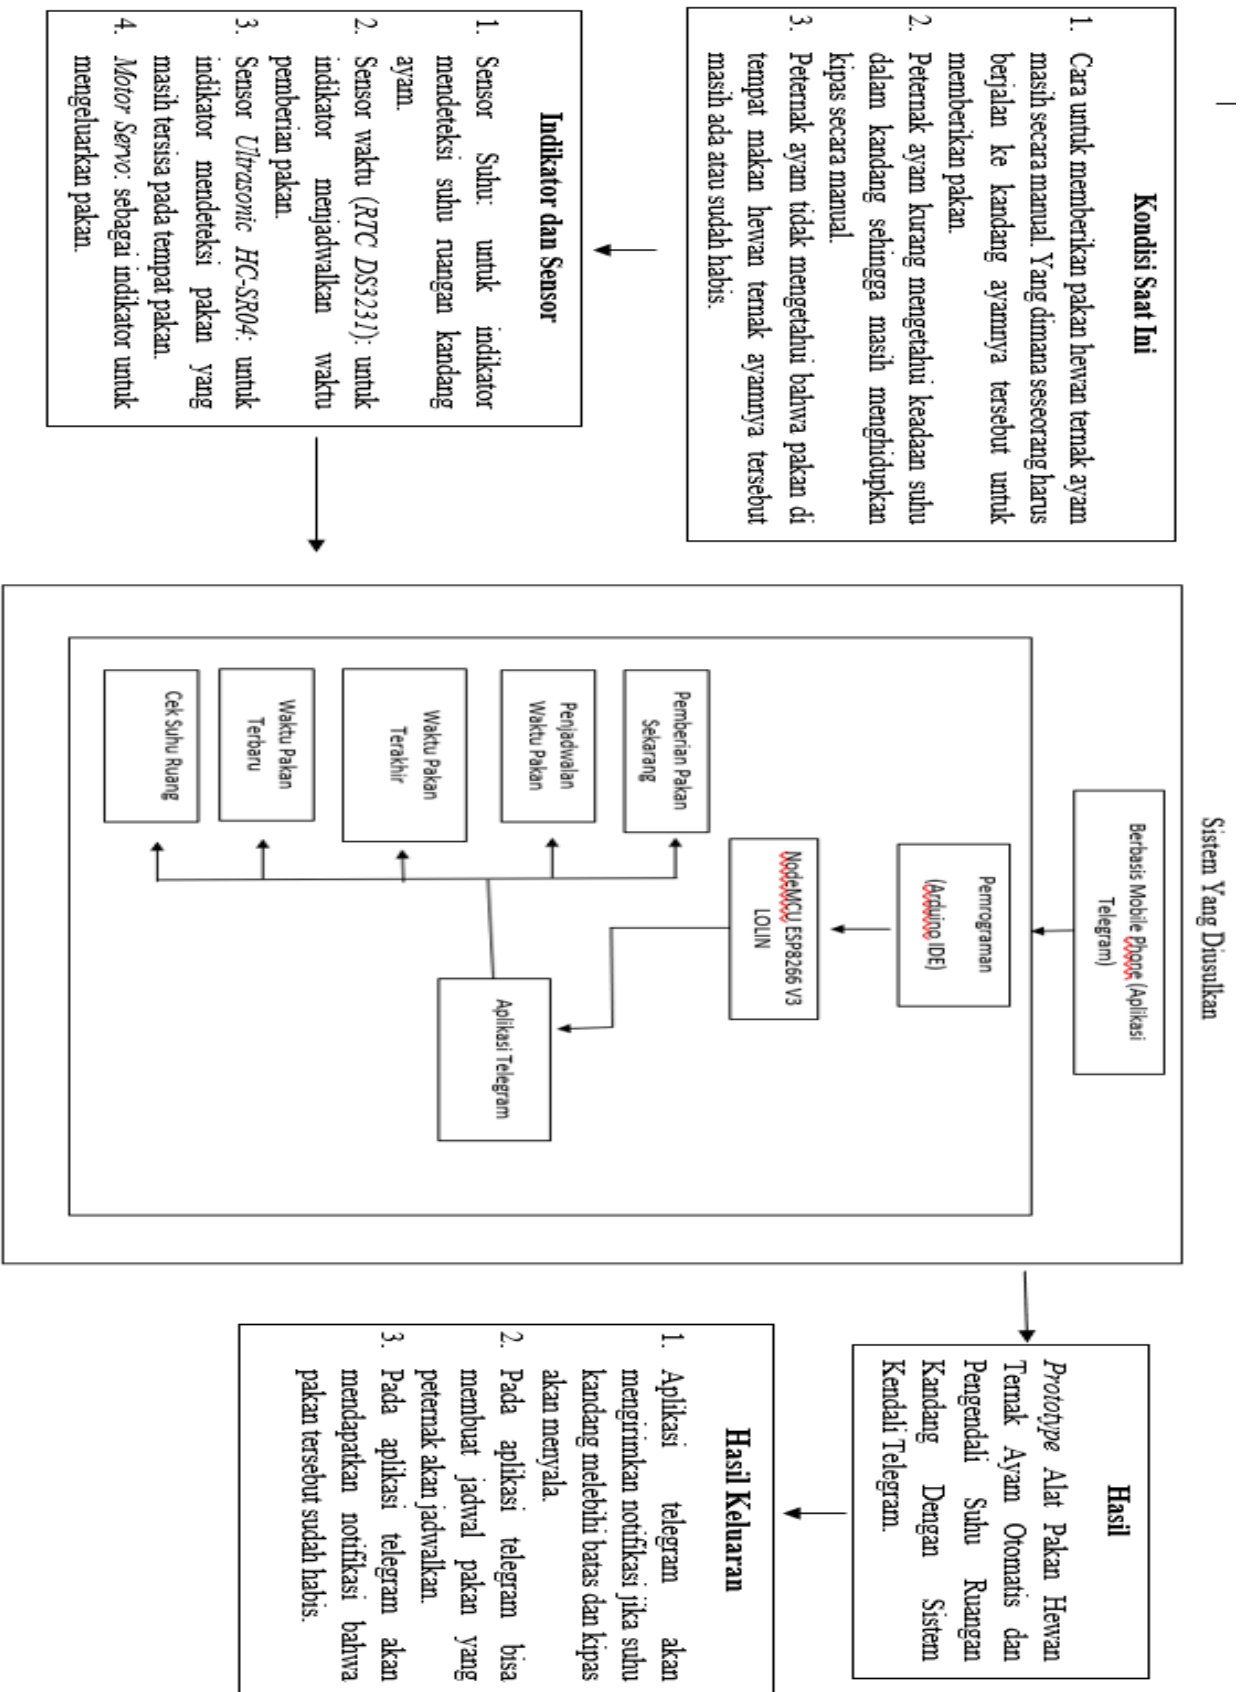 Kondisi Saat Ini
1. Cara untuk memberikan pakan hewan ternak ayam
masih secara manual. Yang dimana seseorang harus
berjalan ke kandang ayamnya tersebut untuk
memberikan pakan.
2. Peternak ayam kurang mengetahui keadaan suhu
dalam kandang sehingga masih menghidupkan
kipas secara manual.
3. Peternak ayam tidak mengetahui bahwa pakan di
tempat makan hewan ternak ayamnya tersebut
masih ada atau sudah habis.
Indikator dan Sensor
1. Sensor Suhu: untuk indikator
mendeteksi suhu ruangan kandang
ayam.
2. Sensor waktu (RTC DS3231): untuk
indikator menjadwalkan waktu
pemberian pakan.
3. Sensor Ultrasonic HC-SR04: untuk
indikator mendeteksi pakan yang
masih tersisa pada tempat pakan.
4. Motor Servo: sebagai indikator untuk
mengeluarkan pakan.
Sistem Yang Diusulkan
Berbasis Mobile Phone (Aplikasi
Telegram)
Pemrograman
(Arduino IDE)
NodeMCU ESP8266 V3
LOLIN
Aplikasi Telegram
Pemberian Pakan
Sekarang
Penjadwalan
Waktu Pakan
Waktu Pakan
Terakhir
Waktu Pakan
Terbaru
Cek Suhu Ruang
Hasil
Prototype Alat Pakan Hewan
Ternak Ayam Otomatis dan
Pengendali Suhu Ruangan
Kandang Dengan Sistem
Kendali Telegram.
Hasil Keluaran
1. Aplikasi telegram akan
mengirimkan notifikasi jika suhu
kandang melebihi batas dan kipas
akan menyala.
2. Pada aplikasi telegram bisa
membuat jadwal pakan yang
peternak akan jadwalkan.
3. Pada aplikasi telegram akan
mendapatkan notifikasi bahwa
pakan tersebut sudah habis.